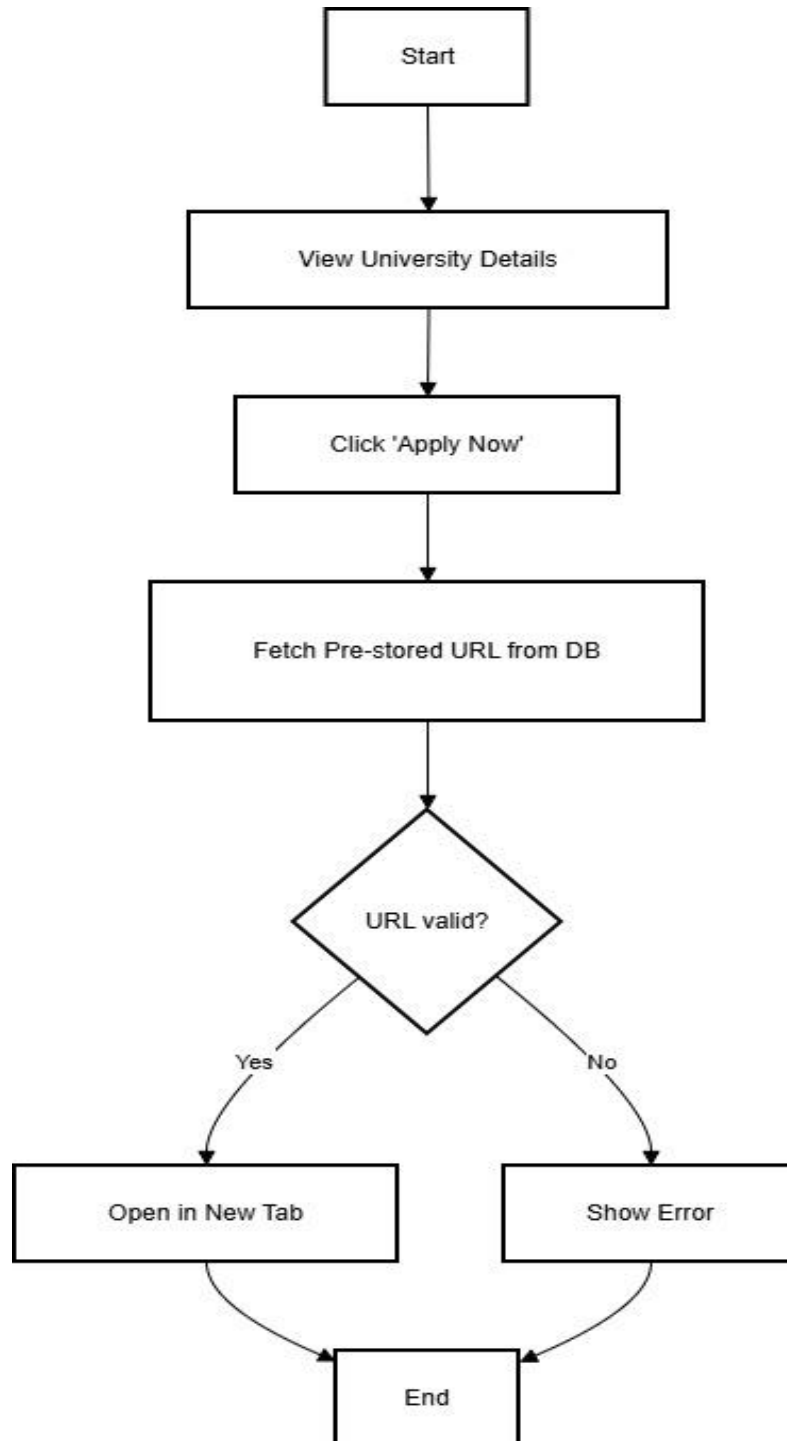 Start
View University Details
Click 'Apply Now'
Fetch Pre-stored URL from DB
URL valid?
Yes
No
Open in New Tab
Show Error
End